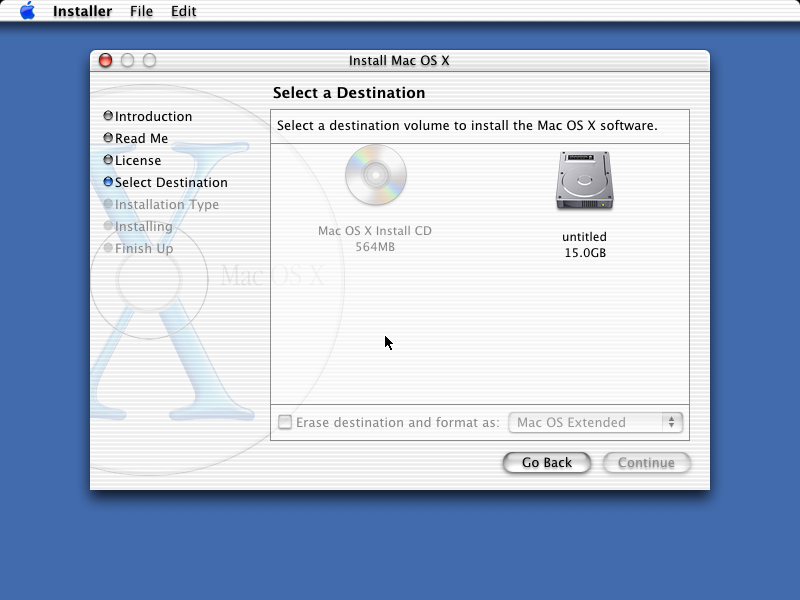 Installer File Edit
Install Mac OS X
Select a Destination
Introduction
Read Me
License
Select Destination
Installation Type
Installing
Finish Up
Mac OS X
Select a destination volume to install the Mac OS X software.
Mac OS X Install CD
564MB
untitled
15.0GB
Erase destination and format as: Mac OS Extended
Go Back Continue